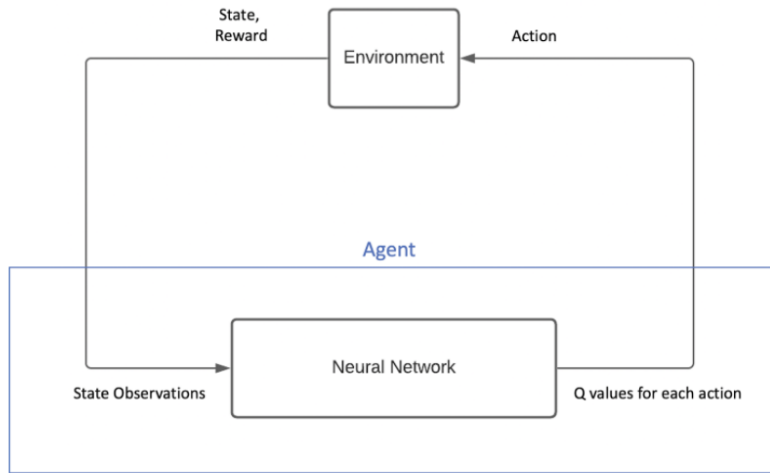 State,
Reward
Environment
Action
Agent
Neural Network
State Observations
Q values for each action